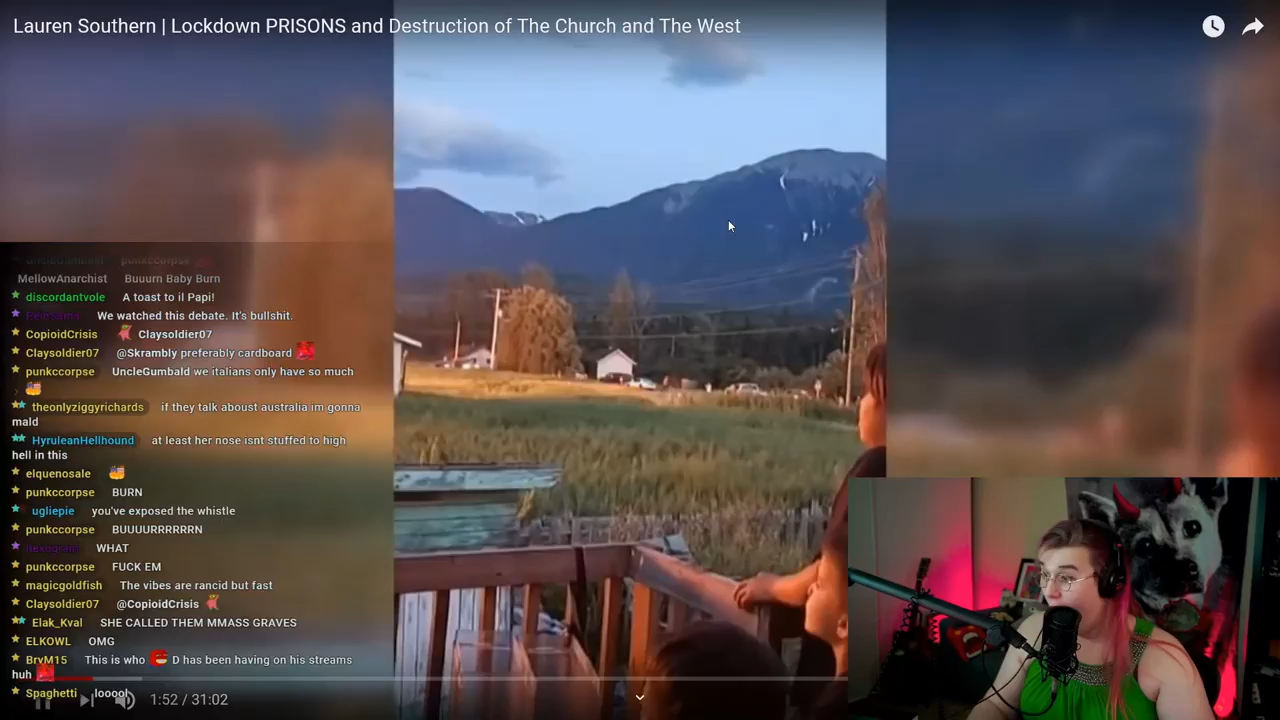 Lauren Southern | Lockdown PRISONS and Destruction of The Church and The West
MellowAnarchist Buuurn Baby Burn
discordantvole A toast to il Papi!
We watched this debate. It's bullshit.
CopioidCrisis Claysoldier07
Claysoldier07 @Skrambly preferably cardboard
punkccorpse UncleGumbald we italians only have so much
theonlyziggyrichards if they talk aboust australia im gonna
mald
HyruleanHellhound at least her nose isnt stuffed to high
hell in this
elquenosale
punkccorpse BURN
ugliepie you've exposed the whistle
punkccorpse BUUUURRRRRRN
WHAT
punkccorpse FUCK EM
magicgoldfish The vibes are rancid but fast
Claysoldier07 @CopioidCrisis
Elak_Kval SHE CALLED THEM MMASS GRAVES
ELKOWL OMG
BryM15 This is who D has been having on his streams
huh
Spaghetti looool
1:52 / 31:02